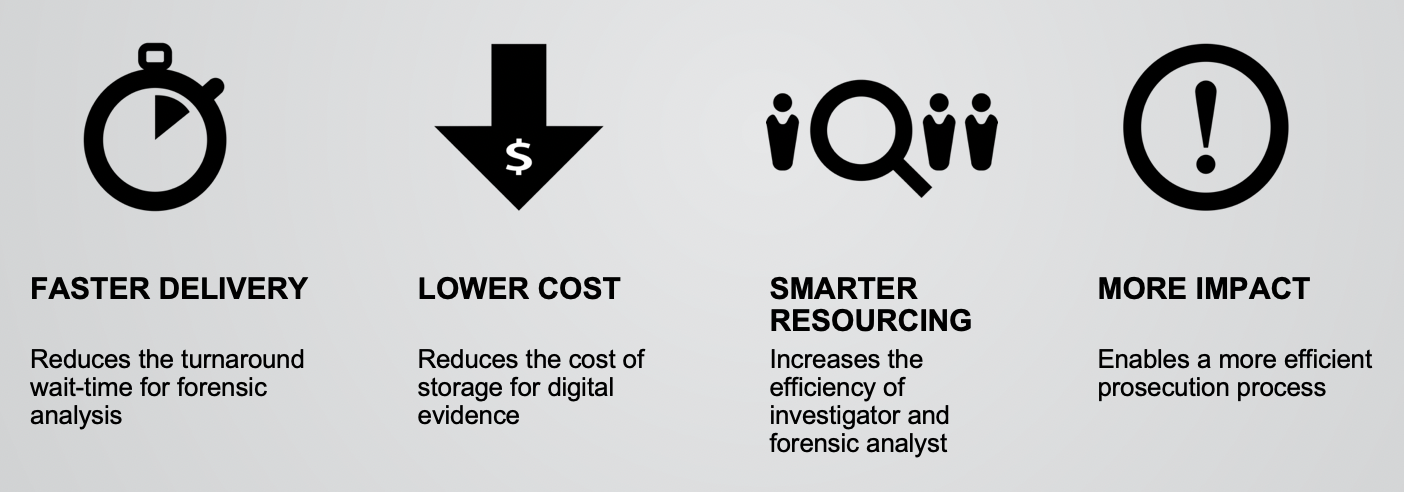 $
!
FASTER DELIVERY
Reduces the turnaround
wait-time for forensic
analysis
LOWER COST
Reduces the cost of
storage for digital
evidence
SMARTER
RESOURCING
Increases the
efficiency of
investigator and
forensic analyst
MORE IMPACT
Enables a more efficient
prosecution process